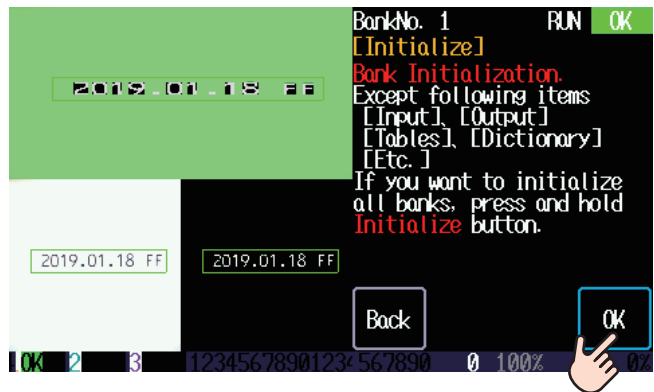 BankNo. 1 RUN OK
[Initialize]
Bank Initialization.
Except following items
[Input]、[Output]
[Tables]、[Dictionary]
[Etc.]
If you want to initialize
all banks, press and hold
Initialize button.
2019.01.18 FF
2019.01.18 FF
2019.01.18 FF
Back
OK
1 OK 2 3 12345678901234567890 0 100% 0%